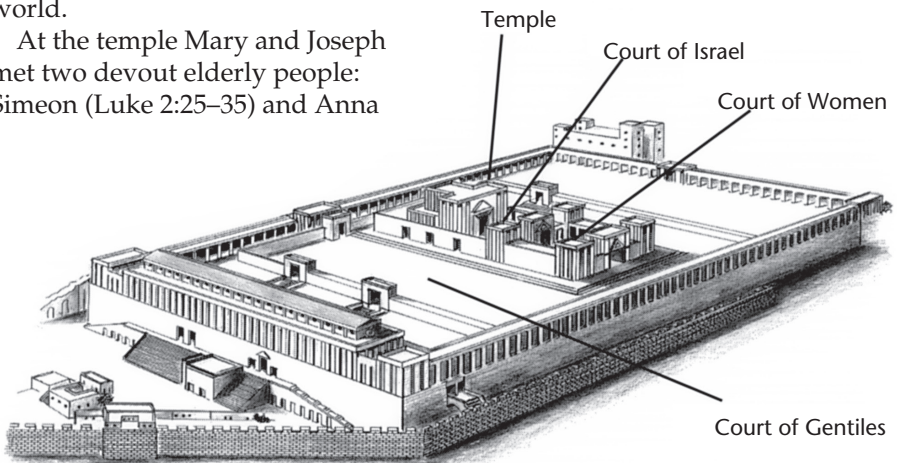 world.
At the temple Mary and Joseph
met two devout elderly people:
Simeon (Luke 2:25–35) and Anna
Temple
Court of Israel
Court of Women
Court of Gentiles